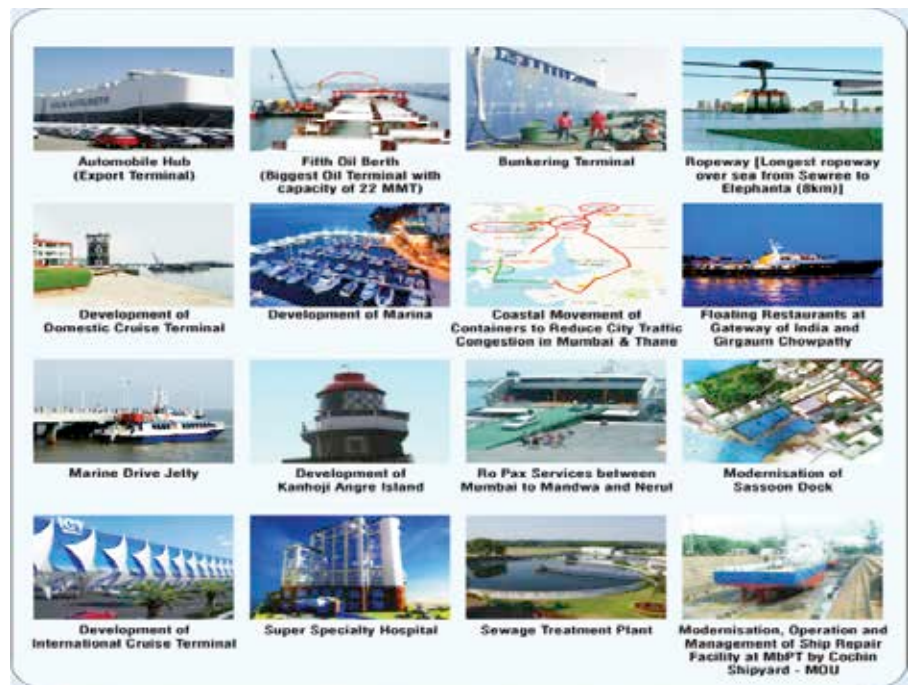 Automobile Hub
(Export Terminal)
Fifth Oil Berth
(Biggest Oil Terminal with
capacity of 22 MMT)
Bunkering Terminal
Ropeway [Longest ropeway
over sea from Sewree to
Elephanta (8km)]
Development of
Domestic Cruise Terminal
Development of Marina
Coastal Movement of
Containers to Reduce City Traffic
Congestion in Mumbai & Thane
Floating Restaurants at
Gateway of India and
Girgaum Chowpatty
Marine Drive Jetty
Development of
Kanhoji Angre Island
Ro Pax Services between
Mumbai to Mandwa and Nerul
Modernisation of
Sassoon Dock
Development of
International Cruise Terminal
Super Specialty Hospital
Sewage Treatment Plant
Modernisation, Operation and
Management of Ship Repair
Facility at MbPT by Cochin
Shipyard - MOU